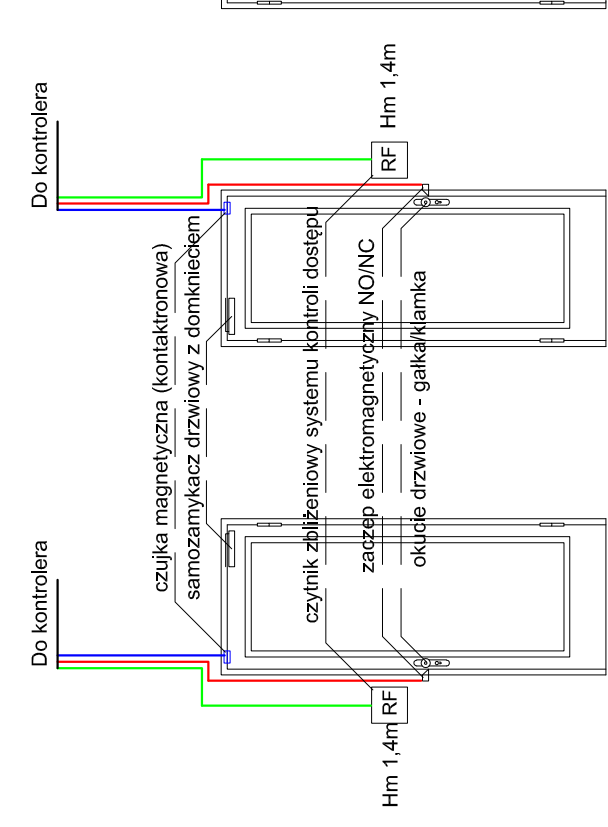 Do kontrolera
Do kontrolera
czujka magnetyczna (kontaktronowa)
samozamykacz drzwiowy z domknieciem
czytnik zbliżeniowy systemu kontroli dostępu
zaczep elektromagnetyczny NO/NC
okucie drzwiowe - gałka/klamka
Hm 1,4m
RF
RF
Hm 1,4m